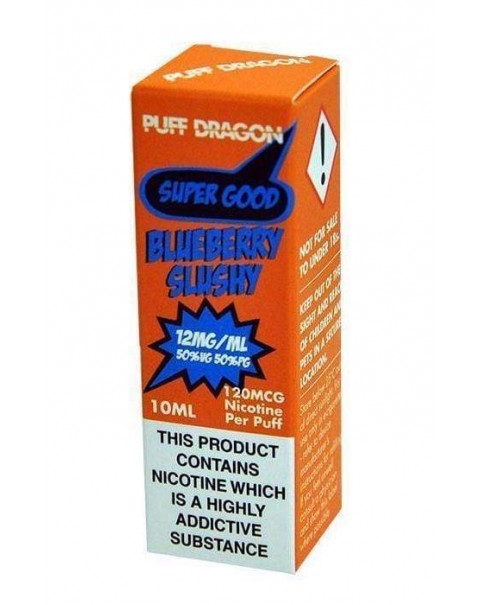 PUFF DRAGON
PUFF DRAGON
SUPER GOOD
BLUEBERRY
SLUSHY
12MG/ML
50%VG 50%PG
10ML
120MCG
Nicotine
Per Puff
THIS PRODUCT
CONTAINS
NICOTINE WHICH
IS A HIGHLY
ADDICTIVE
SUBSTANCE
!
NOT FOR SALE
TO UNDER 18s.
KEEP OUT OF THE
SIGHT AND REACH
OF CHILDREN AND
PETS IN A SECURE
LOCATION.